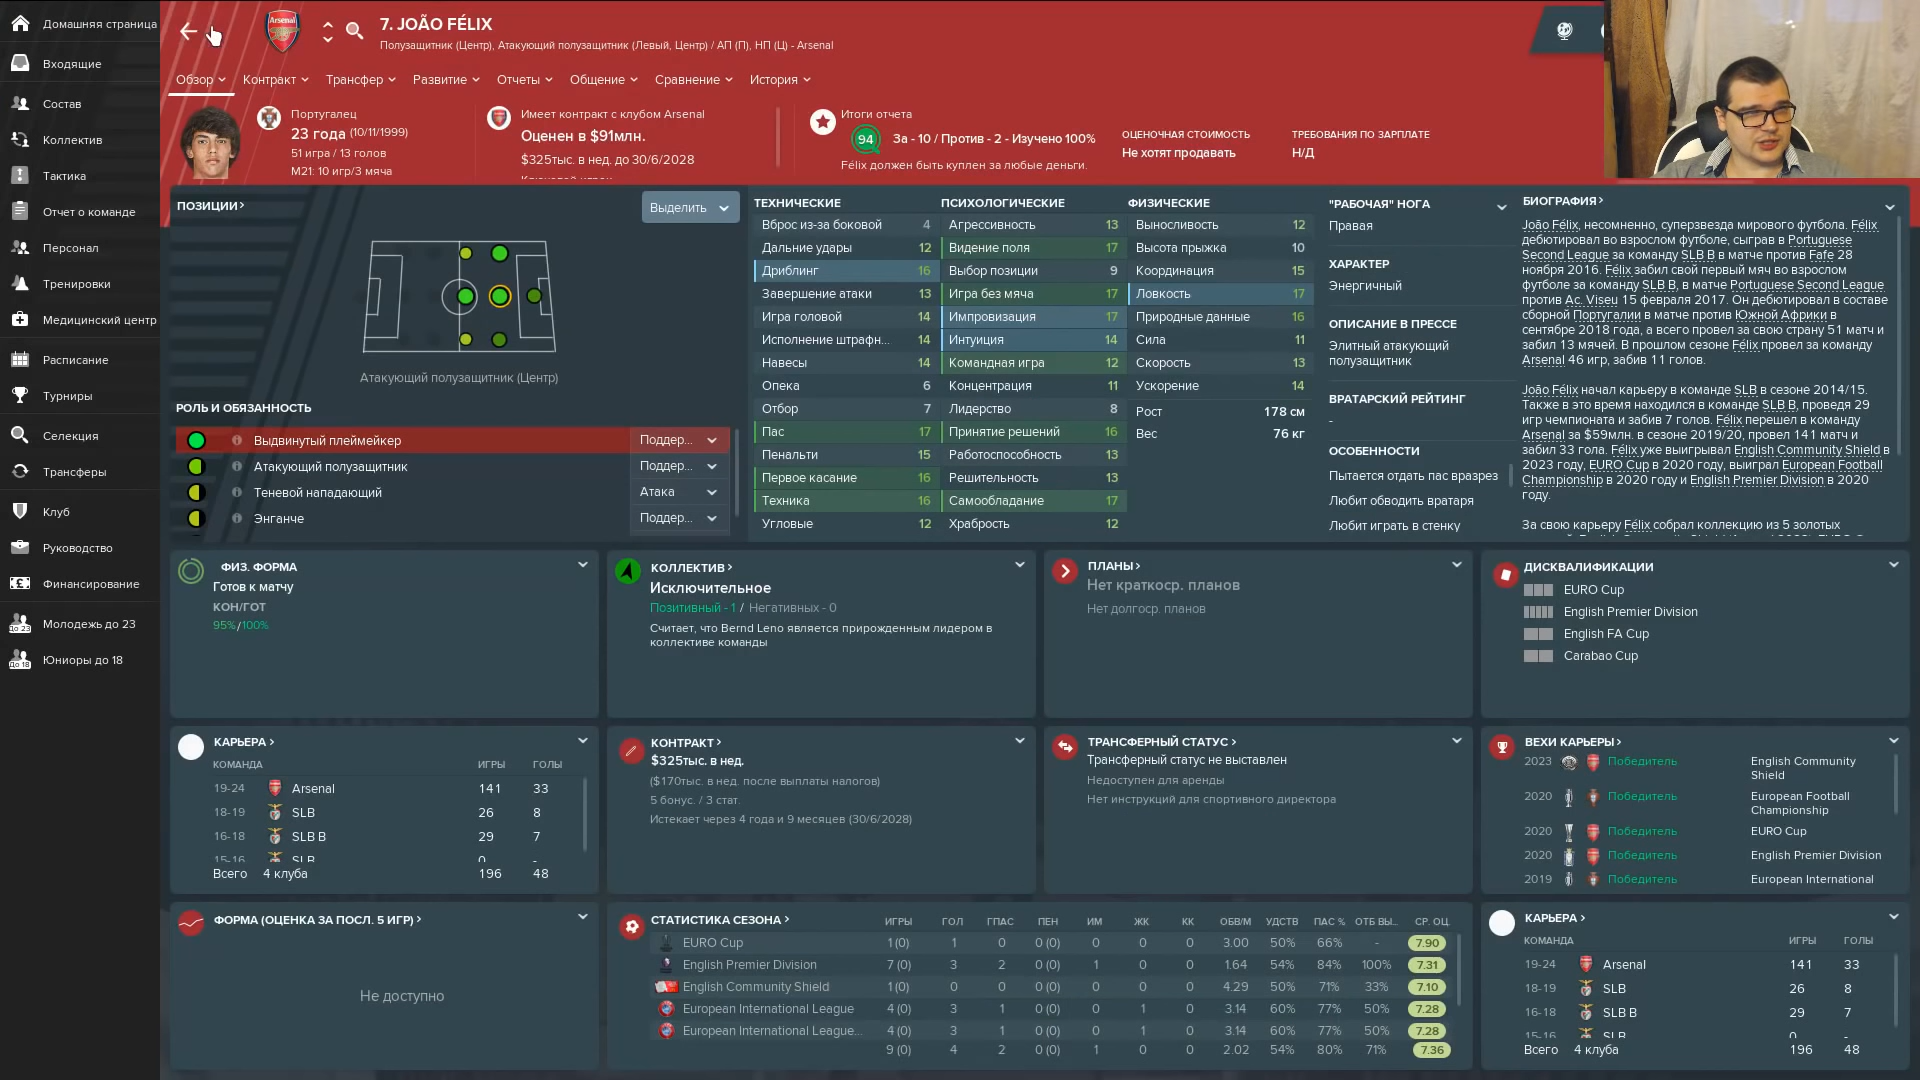 Домашняя страница
Входящие
Состав
Коллектив
Тактика
Отчет о команде
Персонал
Тренировки
Медицинский центр
Расписание
Турниры
Селекция
Трансферы
Клуб
Руководство
Финансирование
до 23
Молодежь до 23
до 18
Юниоры до 18
Arsenal
7. JOÃO FÉLIX
Полузащитник (Центр), Атакующий полузащитник (Левый, Центр) / АП (П), НП (Ц) - Arsenal
Обзор Контракт Трансфер Развитие Отчеты Общение Сравнение История
Португалец
23 года (10/11/1999)
51 игра / 13 голов
М21: 10 игр/3 мяча
Имеет контракт с клубом Arsenal
Оценен в $91млн.
$325тыс. в нед. до 30/6/2028
Итоги отчета
94 За - 10 / Против - 2 - Изучено 100%
Félix должен быть куплен за любые деньги.
ОЦЕНОЧНАЯ СТОИМОСТЬ
Не хотят продавать
ТРЕБОВАНИЯ ПО ЗАРПЛАТЕ
Н/Д
ПОЗИЦИИ
Выделить
Атакующий полузащитник (Центр)
РОЛЬ И ОБЯЗАННОСТЬ
Выдвинутый плеймейкер Поддер...
Атакующий полузащитник Поддер...
Теневой нападающий Атака
Энганче Поддер...
ТЕХНИЧЕСКИЕ
Вброс из-за боковой 4
Дальние удары 12
Дриблинг 16
Завершение атаки 13
Игра головой 14
Исполнение штрафн... 14
Навесы 14
Опека 6
Отбор 7
Пас 17
Пенальти 15
Первое касание 16
Техника 16
Угловые 12
ПСИХОЛОГИЧЕСКИЕ
Агрессивность 13
Видение поля 17
Выбор позиции 9
Игра без мяча 17
Импровизация 17
Интуиция 14
Командная игра 12
Концентрация 11
Лидерство 8
Принятие решений 16
Работоспособность 13
Решительность 13
Самообладание 17
Храбрость 12
ФИЗИЧЕСКИЕ
Выносливость 12
Высота прыжка 10
Координация 15
Ловкость 17
Природные данные 16
Сила 11
Скорость 13
Ускорение 14
Рост 178 см
Вес 76 кг
"РАБОЧАЯ" НОГА
Правая
ХАРАКТЕР
Энергичный
ОПИСАНИЕ В ПРЕССЕ
Элитный атакующий
полузащитник
ВРАТАРСКИЙ РЕЙТИНГ
-
ОСОБЕННОСТИ
Пытается отдать пас вразрез
Любит обводить вратаря
Любит играть в стенку
БИОГРАФИЯ
João Félix, несомненно, суперзвезда мирового футбола. Félix
дебютировал во взрослом футболе, сыграв в Portuguese
Second League за команду SLB B в матче против Fafe 28
ноября 2016. Félix забил свой первый мяч во взрослом
футболе за команду SLB B, в матче Portuguese Second League
против Ac. Viseu 15 февраля 2017. Он дебютировал в составе
сборной Португалии в матче против Южной Африки в
сентябре 2018 года, а всего провел за свою страну 51 матч и
забил 13 мячей. В прошлом сезоне Félix провел за команду
Arsenal 46 игр, забив 11 голов.
João Félix начал карьеру в команде SLB в сезоне 2014/15.
Также в это время находился в команде SLB B, проведя 29
игр чемпионата и забив 7 голов. Félix перешел в команду
Arsenal за $59млн. в сезоне 2019/20, провел 141 матч и
забил 33 гола. Félix уже выигрывал English Community Shield в
2023 году, EURO Cup в 2020 году, выиграл European Football
Championship в 2020 году и English Premier Division в 2020
году.
За свою карьеру Félix собрал коллекцию из 5 золотых
ФИЗ. ФОРМА
Готов к матчу
КОН/ГОТ
95%/100%
КОЛЛЕКТИВ
Исключительное
Позитивный - 1 / Негативных - 0
Считает, что Bernd Leno является прирожденным лидером в
коллективе команды
ПЛАНЫ
Нет краткоср. планов
Нет долгоср. планов
ДИСКВАЛИФИКАЦИИ
EURO Cup
English Premier Division
English FA Cup
Carabao Cup
КАРЬЕРА
КОМАНДА ИГРЫ ГОЛЫ
19-24 Arsenal 141 33
18-19 SLB 26 8
16-18 SLB B 29 7
15-16 SLB 0 -
Всего 4 клуба 196 48
КОНТРАКТ
$325тыс. в нед.
($170тыс. в нед. после выплаты налогов)
5 бонус. / 3 стат.
Истекает через 4 года и 9 месяцев (30/6/2028)
ТРАНСФЕРНЫЙ СТАТУС
Трансферный статус не выставлен
Недоступен для аренды
Нет инструкций для спортивного директора
ВЕХИ КАРЬЕРЫ
2023 Победитель English Community
Shield
2020 Победитель European Football
Championship
2020 Победитель EURO Cup
2020 Победитель English Premier Division
2019 Победитель European International
ФОРМА (ОЦЕНКА ЗА ПОСЛ. 5 ИГР)
Не доступно
СТАТИСТИКА СЕЗОНА ИГРЫ ГОЛ ГПАС ПЕН ИМ ЖК КК ОБВ/М УДСТВ ПАС % ОТБ ВЫ... СР. ОЦ.
EURO Cup 1 (0) 1 0 0 (0) 0 0 0 3.00 50% 66% - 7.90
English Premier Division 7 (0) 3 2 0 (0) 1 0 0 1.64 54% 84% 100% 7.31
English Community Shield 1 (0) 0 0 0 (0) 0 0 0 4.29 50% 71% 33% 7.10
European International League 4 (0) 3 1 0 (0) 0 1 0 3.14 60% 77% 50% 7.28
European International League... 4 (0) 3 1 0 (0) 0 1 0 3.14 60% 77% 50% 7.28
9 (0) 4 2 0 (0) 1 0 0 2.02 54% 80% 71% 7.36
КАРЬЕРА
КОМАНДА ИГРЫ ГОЛЫ
19-24 Arsenal 141 33
18-19 SLB 26 8
16-18 SLB B 29 7
15-16 SLB 0 -
Всего 4 клуба 196 48